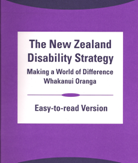 The New Zealand
Disability Strategy
Making a World of Difference
Whakanui Oranga
Easy-to-read Version